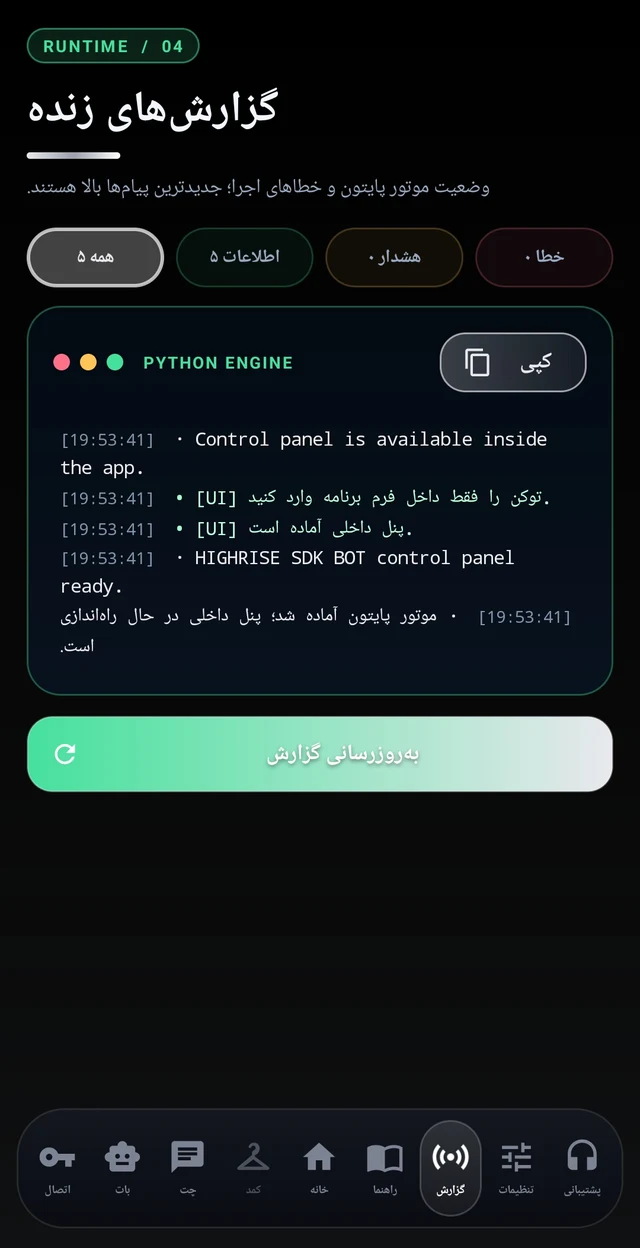 RUNTIME / 04
گزارش‌های زنده
وضعیت موتور پایتون و خطاهای اجرا؛ جدیدترین پیام‌ها بالا هستند.
همه ۵
اطلاعات ۵
هشدار ۰
خطا ۰
PYTHON ENGINE
کپی
[19:53:41] · Control panel is available inside
the app.
[19:53:41] • [UI] توکن را فقط داخل فرم برنامه وارد کنید.
[19:53:41] • [UI] پنل داخلی آماده است.
[19:53:41] · HIGHRISE SDK BOT control panel
ready.
[19:53:41] · موتور پایتون آماده شد؛ پنل داخلی در حال راه‌اندازی
است.
به‌روزرسانی گزارش
اتصال
بات
چت
کمد
خانه
راهنما
گزارش
تنظیمات
پشتیبانی